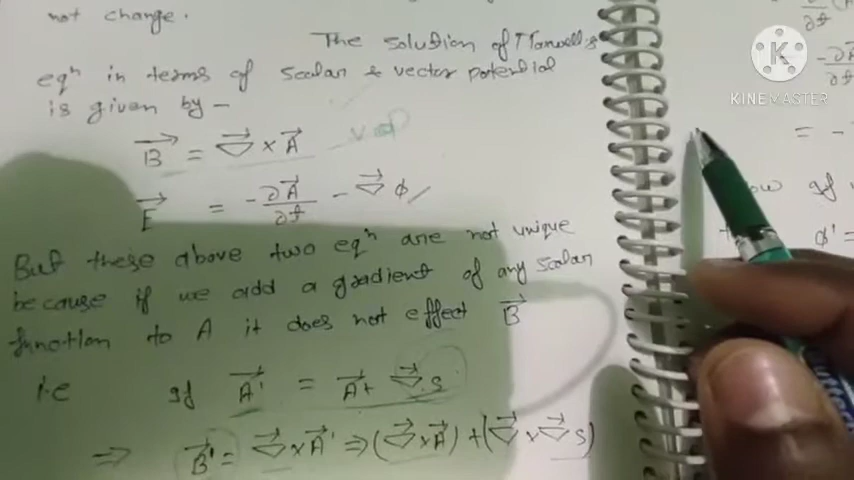 not change.
The solution of Maxwell's
eqⁿ in terms of scalar & vector potential
is given by -
B⃗ = ∇⃗ × A⃗
E⃗ = -∂A⃗/∂t - ∇⃗ϕ
But these above two eqⁿ are not unique
because if we add a gradient of any scalar
function to A it does not effect B⃗
i.e if A⃗' = A⃗ + ∇⃗.S
⇒ B⃗' = ∇⃗ × A⃗' ⇒ (∇⃗ × A⃗) + (∇⃗ × ∇⃗ S)
= -
ϕ' =
KINEMASTER